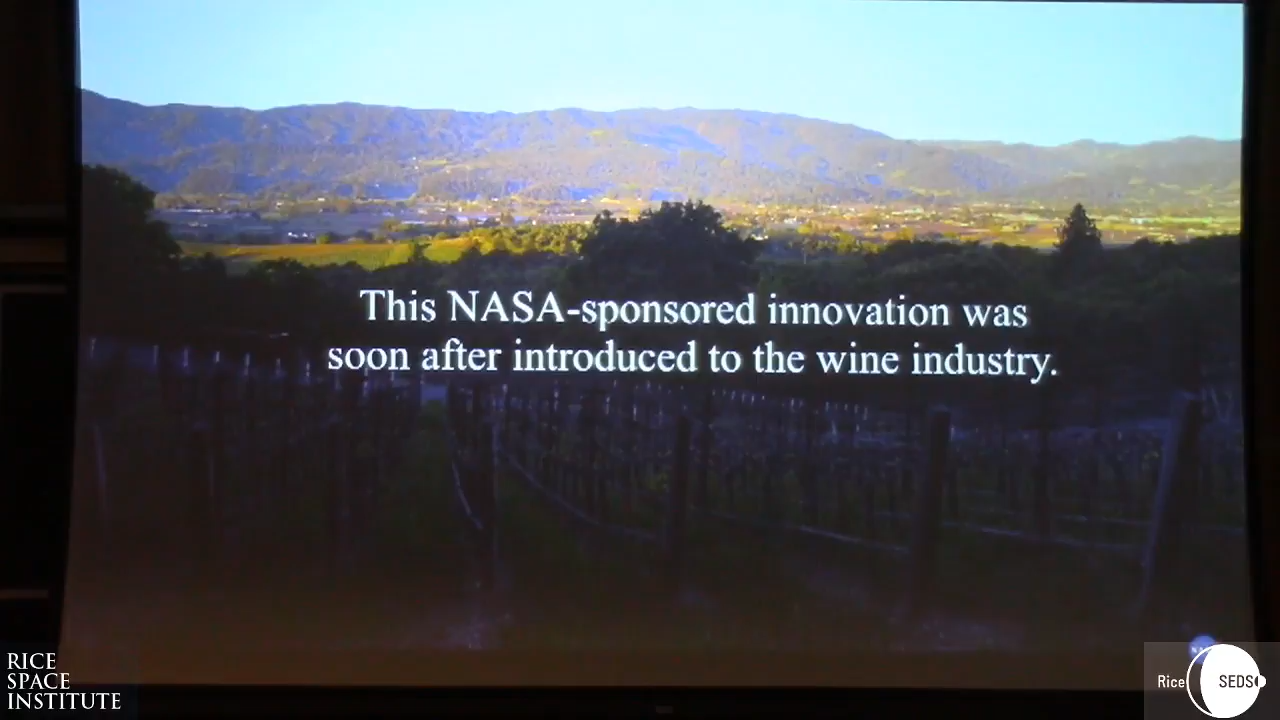 This NASA-sponsored innovation was
soon after introduced to the wine industry.
RICE
SPACE
INSTITUTE
Rice SEDS